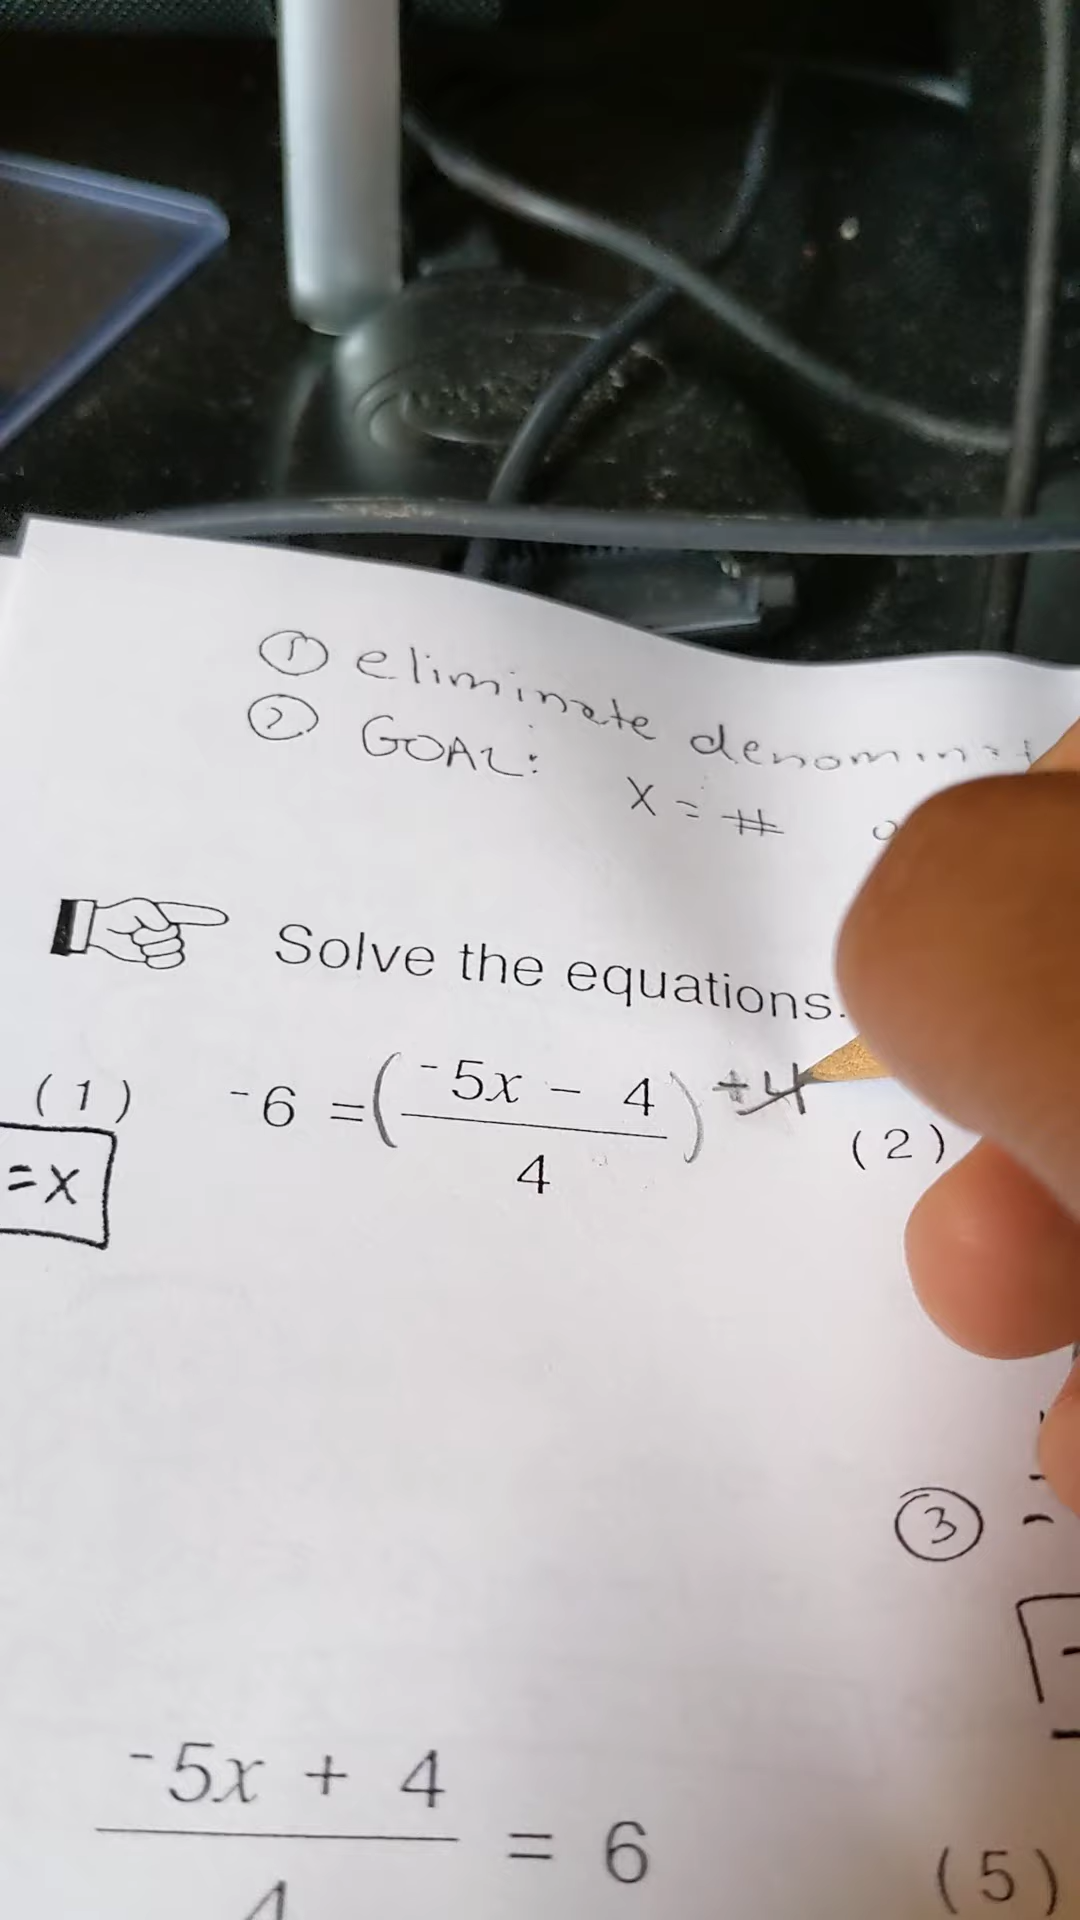 ① eliminate
② GOAL:
x = #
Solve the equations.
(1) -6 = ( -5x - 4 / 4 ) +4
(2)
=x
③
-5x + 4 / 4 = 6
(5)